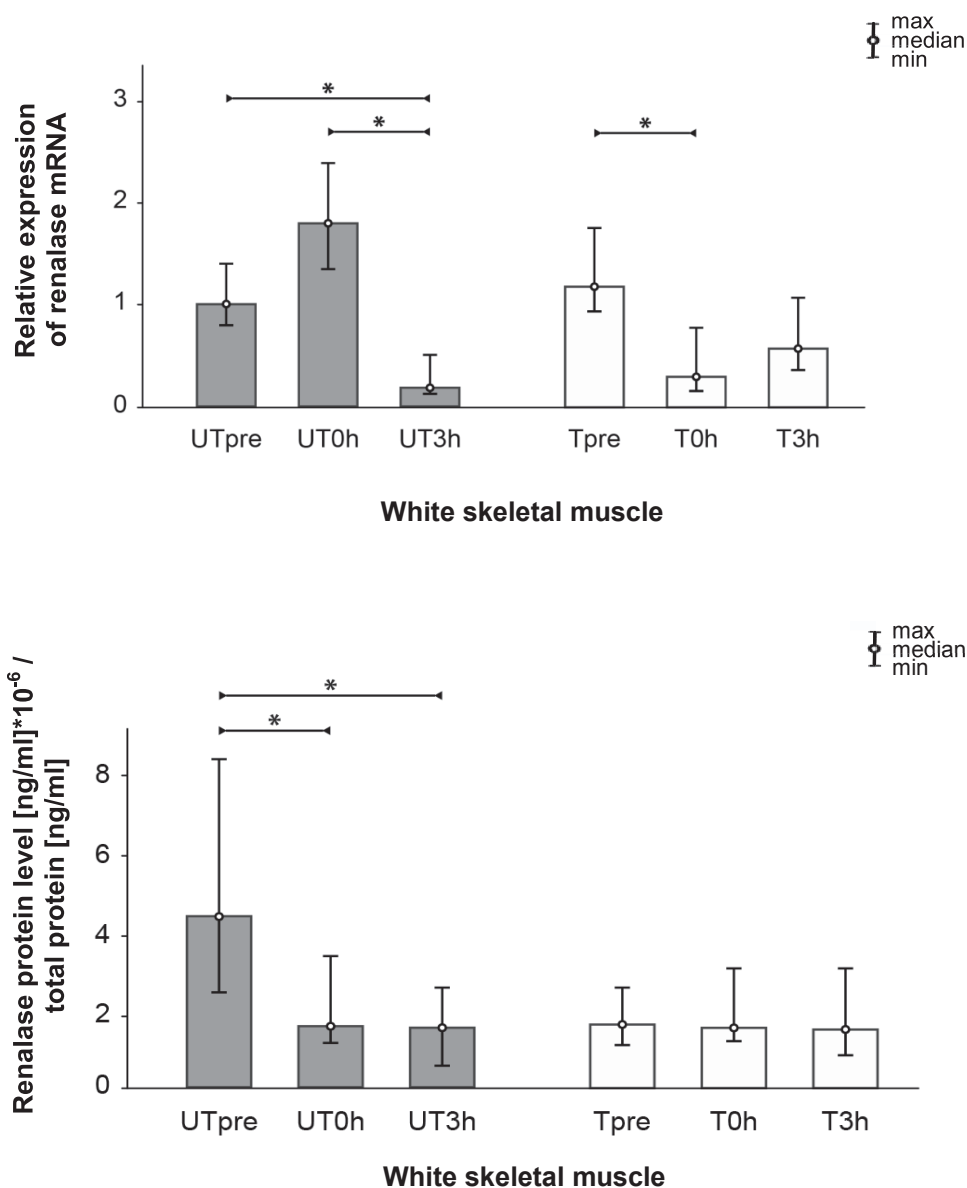 max
median
min
Relative expression
of renalase mRNA
3
2
1
0
*
*
*
UTpre UT0h UT3h Tpre T0h T3h
White skeletal muscle
max
median
min
Renalase protein level [ng/ml]*10⁻⁶ /
total protein [ng/ml]
8
6
4
2
0
*
*
UTpre UT0h UT3h Tpre T0h T3h
White skeletal muscle